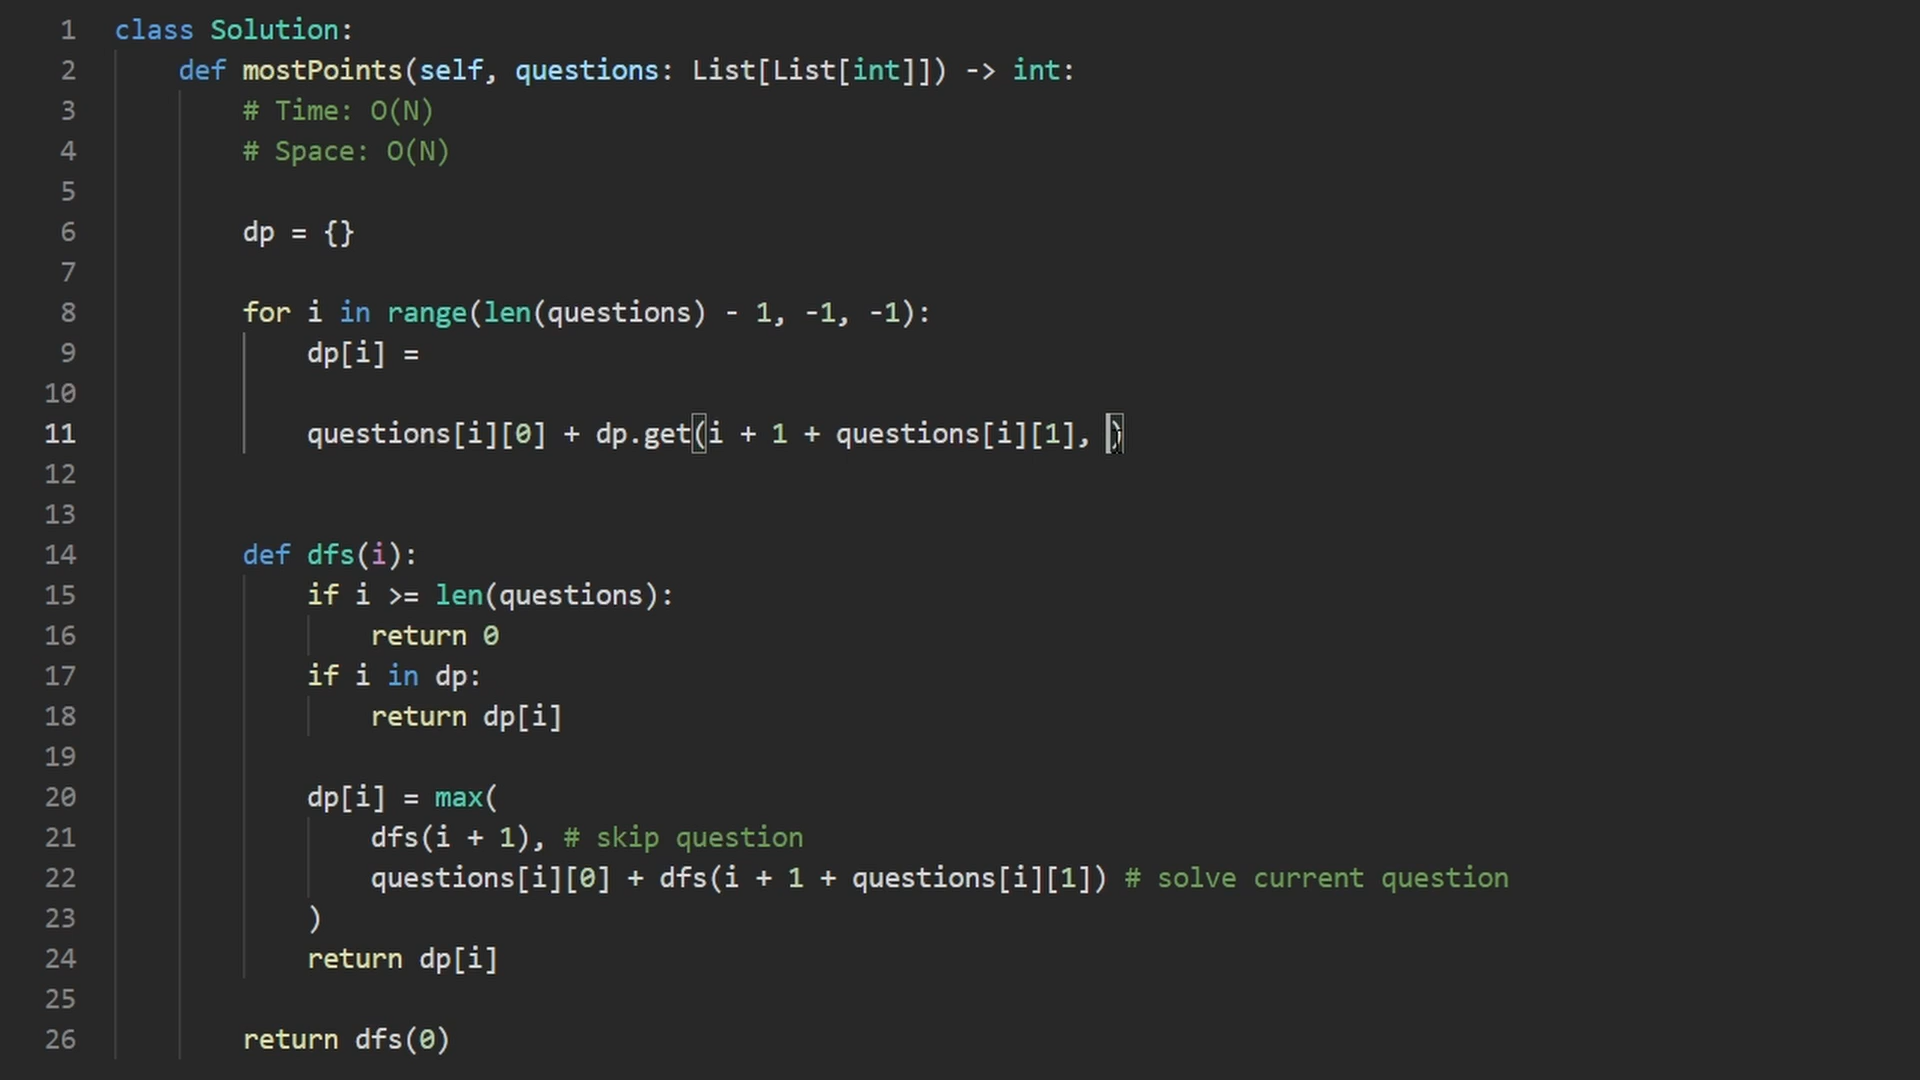 1 class Solution:
2 def mostPoints(self, questions: List[List[int]]) -> int:
3 # Time: O(N)
4 # Space: O(N)
5
6 dp = {}
7
8 for i in range(len(questions) - 1, -1, -1):
9 dp[i] =
10
11 questions[i][0] + dp.get(i + 1 + questions[i][1], )
12
13
14 def dfs(i):
15 if i >= len(questions):
16 return 0
17 if i in dp:
18 return dp[i]
19
20 dp[i] = max(
21 dfs(i + 1), # skip question
22 questions[i][0] + dfs(i + 1 + questions[i][1]) # solve current question
23 )
24 return dp[i]
25
26 return dfs(0)